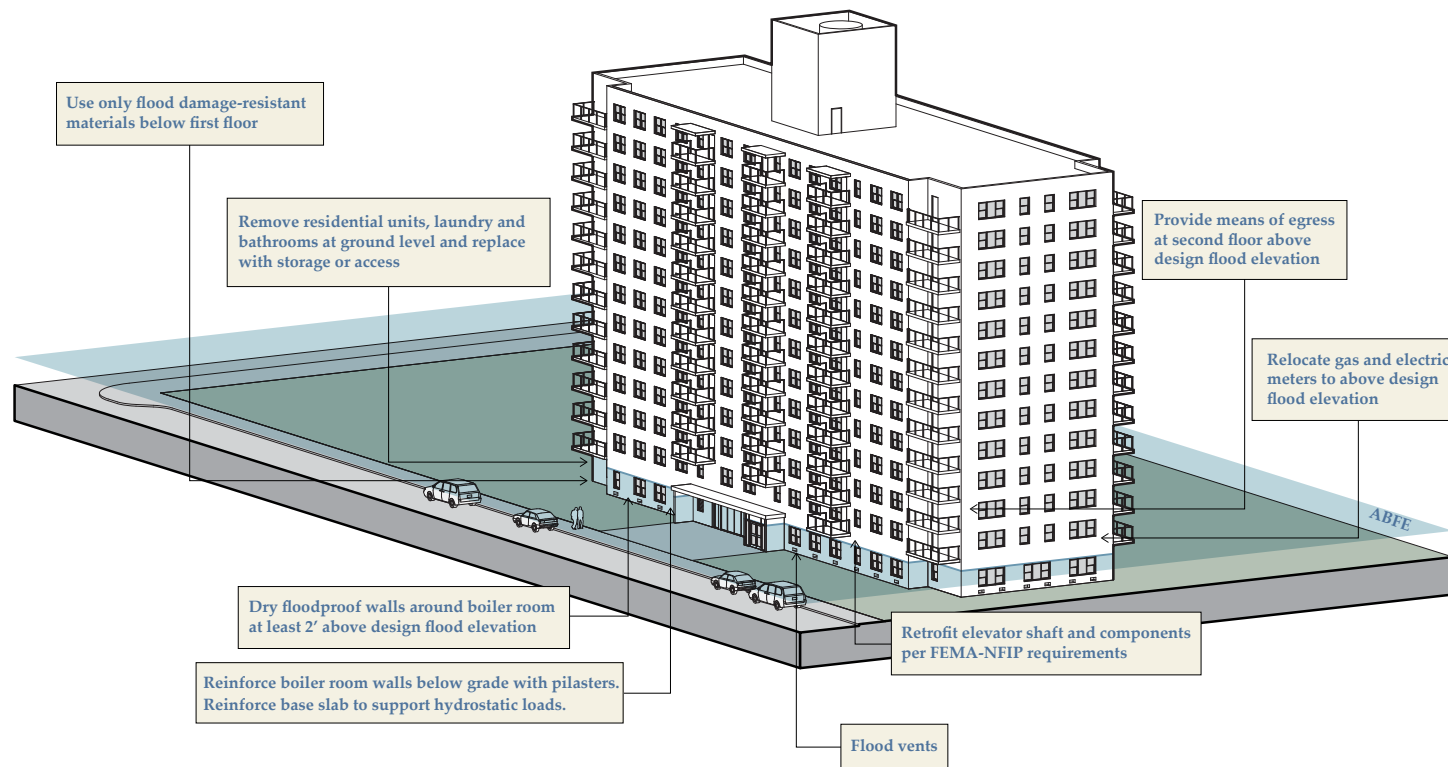 Use only flood damage-resistant
materials below first floor
Remove residential units, laundry and
bathrooms at ground level and replace
with storage or access
Provide means of egress
at second floor above
design flood elevation
Relocate gas and electric
meters to above design
flood elevation
ABFE
Dry floodproof walls around boiler room
at least 2’ above design flood elevation
Retrofit elevator shaft and components
per FEMA-NFIP requirements
Reinforce boiler room walls below grade with pilasters.
Reinforce base slab to support hydrostatic loads.
Flood vents